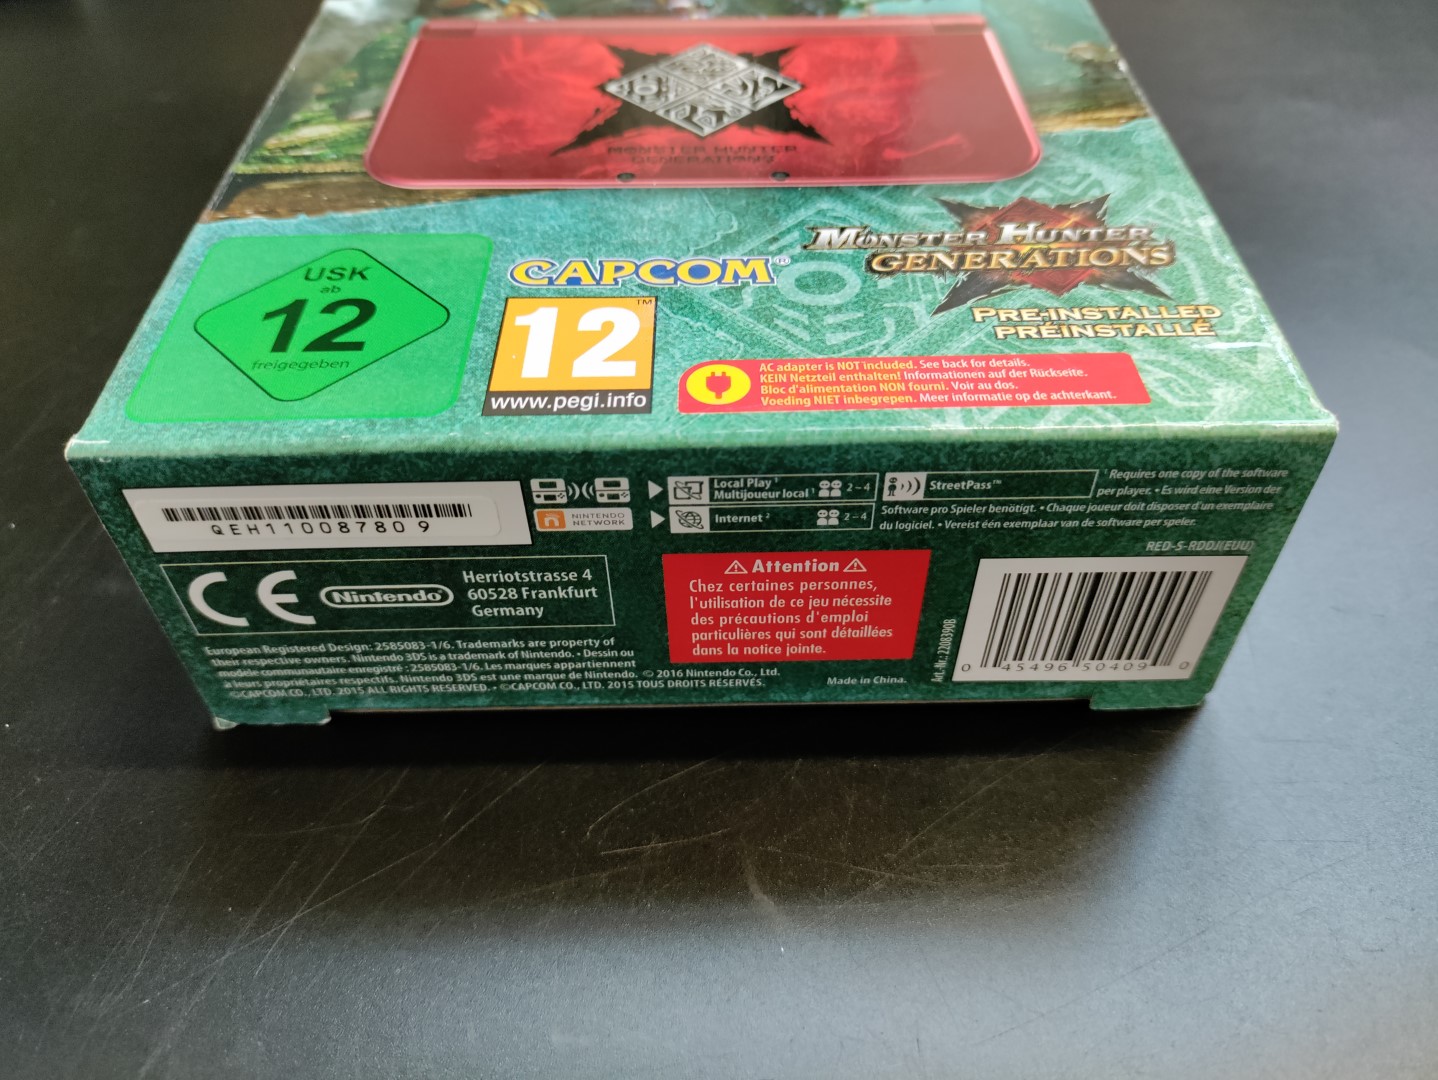 MONSTER HUNTER
GENERATIONS
MONSTER HUNTER
GENERATIONS
PRE-INSTALLED
PRÉINSTALLÉ
USK
ab
12
freigegeben
CAPCOM®
12™
www.pegi.info
AC adapter is NOT included. See back for details.
KEIN Netzteil enthalten! Informationen auf der Rückseite.
Bloc d'alimentation NON fourni. Voir au dos.
Voeding NIET inbegrepen. Meer informatie op de achterkant.
QEH11008780 9
NINTENDO
NETWORK
Local Play ¹
Multijoueur local ¹ 2-4
Internet ² 2-4
StreetPass™
¹ Requires one copy of the software
per player. • Es wird eine Version der
Software pro Spieler benötigt. • Chaque joueur doit disposer d'un exemplaire
du logiciel. • Vereist één exemplaar van de software per speler.
RED-S-RDDJ(EUU)
CE
Nintendo®
Herriotstrasse 4
60528 Frankfurt
Germany
European Registered Design: 2585083-1/6. Trademarks are property of
their respective owners. Nintendo 3DS is a trademark of Nintendo. • Dessin ou
modèle communautaire enregistré : 2585083-1/6. Les marques appartiennent
à leurs propriétaires respectifs. Nintendo 3DS est une marque de Nintendo. © 2016 Nintendo Co., Ltd.
©CAPCOM CO., LTD. 2015 ALL RIGHTS RESERVED. • ©CAPCOM CO., LTD. 2015 TOUS DROITS RÉSERVÉS.
⚠ Attention ⚠
Chez certaines personnes,
l'utilisation de ce jeu nécessite
des précautions d'emploi
particulières qui sont détaillées
dans la notice jointe.
Made in China.
Art.-Nr.: 2208390B
0 45496 50409 0